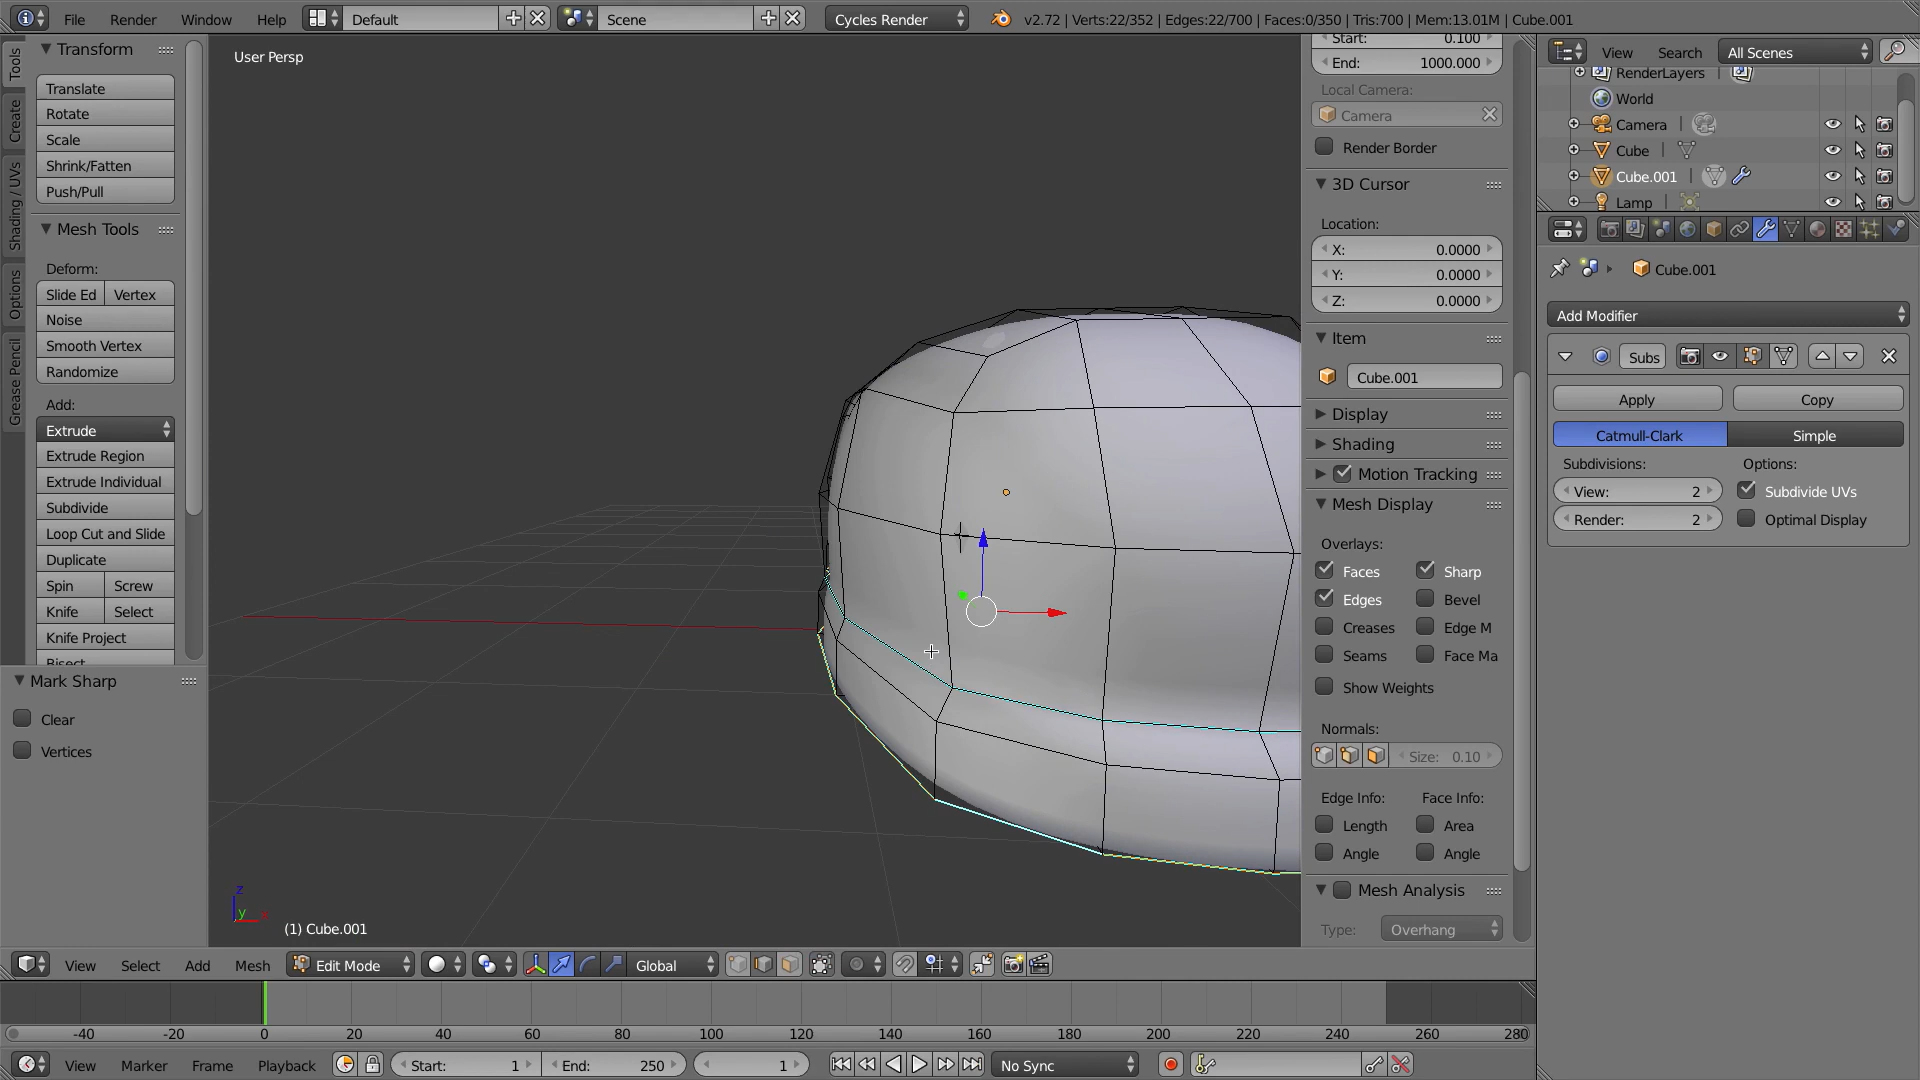 File Render Window Help Default Scene Cycles Render v2.72 | Verts:22/352 | Edges:22/700 | Faces:0/350 | Tris:700 | Mem:13.01M | Cube.001
Tools
Create
Shading / UVs
Options
Grease Pencil
Transform
Translate
Rotate
Scale
Shrink/Fatten
Push/Pull
Mesh Tools
Deform:
Slide Ed Vertex
Noise
Smooth Vertex
Randomize
Add:
Extrude
Extrude Region
Extrude Individual
Subdivide
Loop Cut and Slide
Duplicate
Spin Screw
Knife Select
Knife Project
Bisect
Mark Sharp
Clear
Vertices
User Persp
z
y
x
(1) Cube.001
Start: 0.100
End: 1000.000
Local Camera:
Camera
Render Border
3D Cursor
Location:
X: 0.0000
Y: 0.0000
Z: 0.0000
Item
Cube.001
Display
Shading
Motion Tracking
Mesh Display
Overlays:
Faces Sharp
Edges Bevel
Creases Edge M
Seams Face Ma
Show Weights
Normals:
Size: 0.10
Edge Info: Face Info:
Length Area
Angle Angle
Mesh Analysis
Type: Overhang
View Search All Scenes
RenderLayers
World
Camera
Cube
Cube.001
Lamp
Cube.001
Add Modifier
Subs
Apply Copy
Catmull-Clark Simple
Subdivisions: Options:
View: 2 Subdivide UVs
Render: 2 Optimal Display
View Select Add Mesh Edit Mode Global
-40 -20 0 20 40 60 80 100 120 140 160 180 200 220 240 260 280
View Marker Frame Playback Start: 1 End: 250 1 No Sync